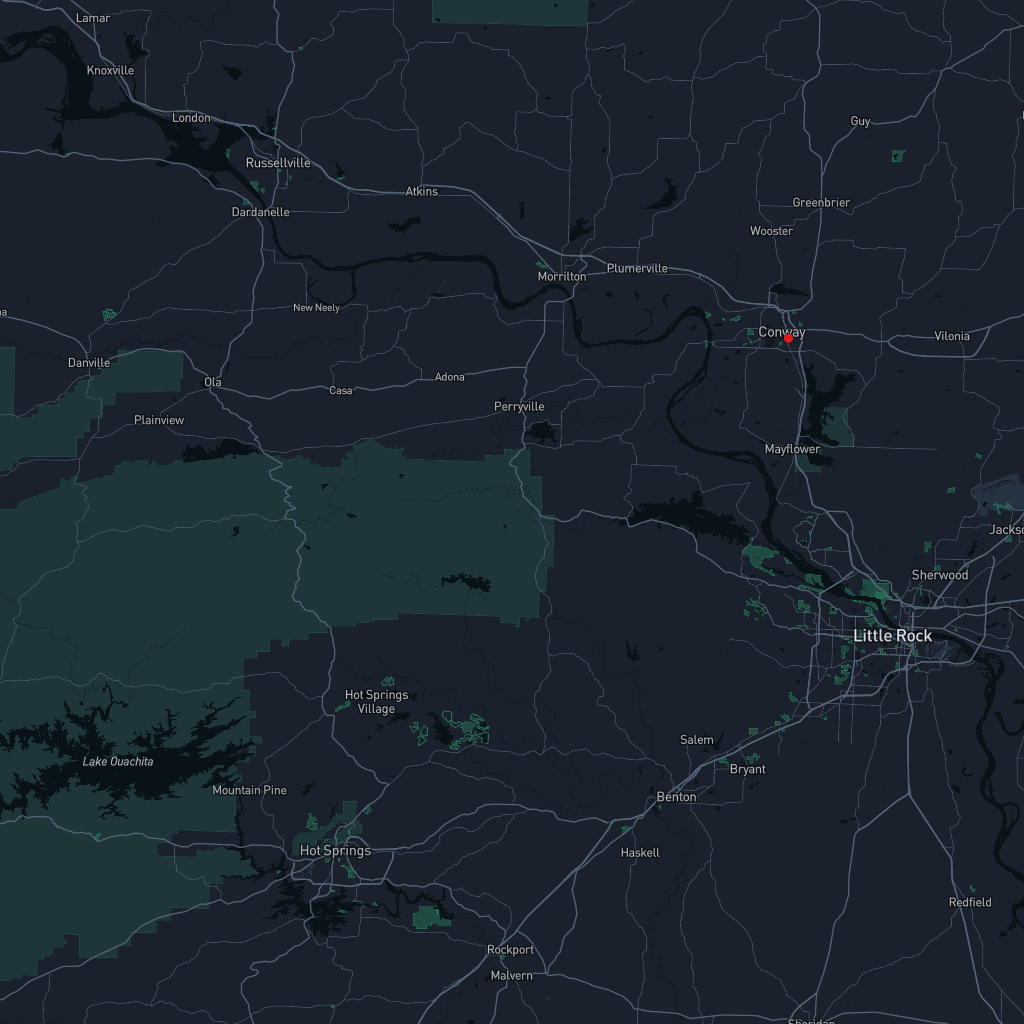 Lamar
Knoxville
London
Guy
Russellville
Atkins
Greenbrier
Dardanelle
Wooster
Plumerville
Morrilton
New Neely
Conway
Vilonia
Danville
Ola
Adona
Casa
Perryville
Plainview
Mayflower
Sherwood
Little Rock
Hot Springs
Village
Salem
Lake Ouachita
Bryant
Mountain Pine
Benton
Hot Springs
Haskell
Redfield
Rockport
Malvern